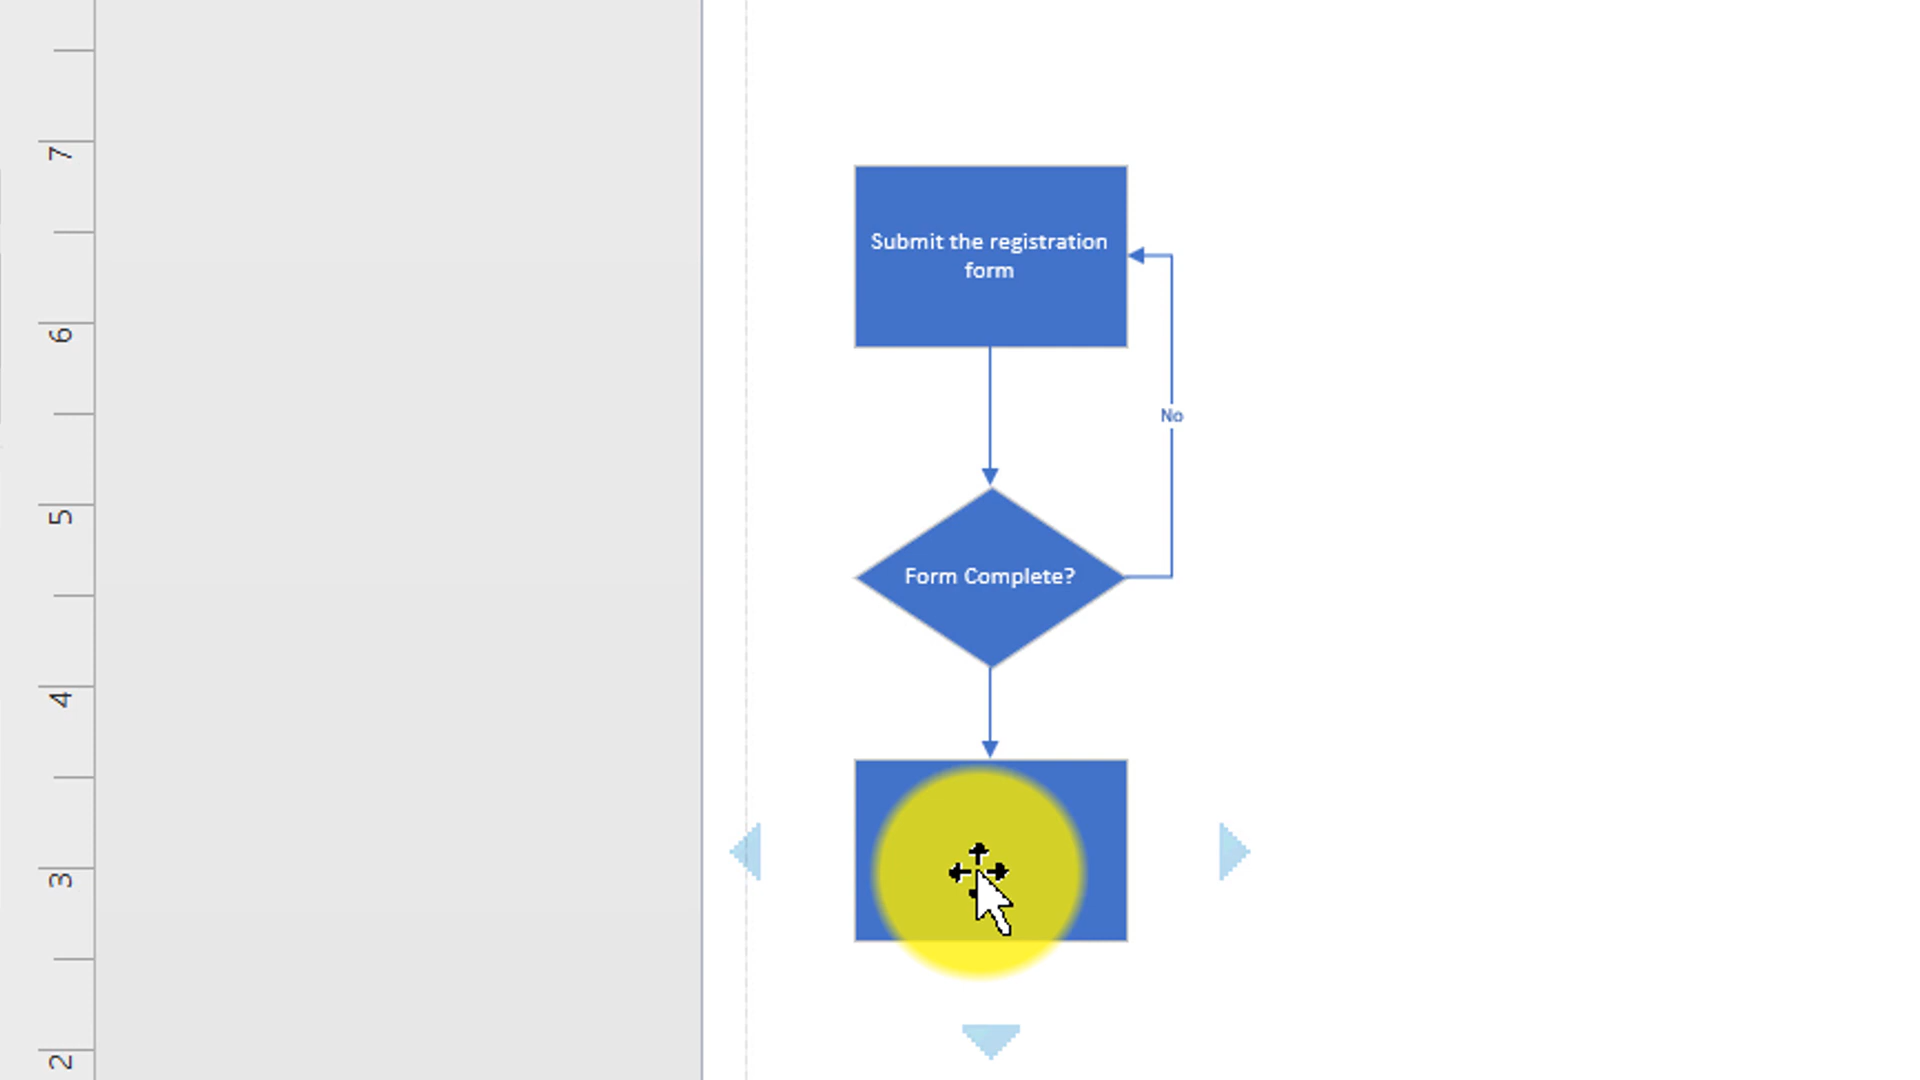 7
Submit the registration
form
6
No
5
Form Complete?
4
3
2